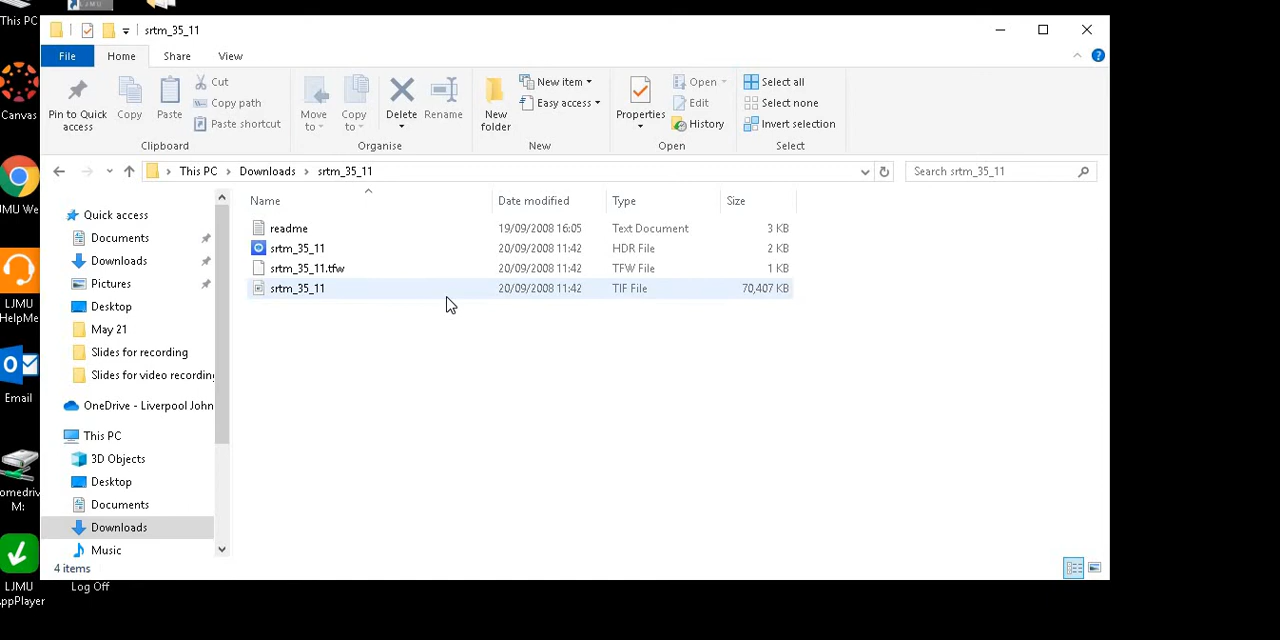 This PC
LJMU
srtm_35_11
File
Home
Share
View
Pin to Quick access
Copy
Paste
Cut
Copy path
Paste shortcut
Clipboard
Move to
Copy to
Delete
Rename
Organise
New folder
New item
Easy access
New
Properties
Open
Edit
History
Open
Select all
Select none
Invert selection
Select
This PC
Downloads
srtm_35_11
Search srtm_35_11
Name
Date modified
Type
Size
readme
19/09/2008 16:05
Text Document
3 KB
srtm_35_11
20/09/2008 11:42
HDR File
2 KB
srtm_35_11.tfw
20/09/2008 11:42
TFW File
1 KB
srtm_35_11
20/09/2008 11:42
TIF File
70,407 KB
Quick access
Documents
Downloads
Pictures
Desktop
May 21
Slides for recording
Slides for video recording
OneDrive - Liverpool John
This PC
3D Objects
Desktop
Documents
Downloads
Music
4 items
Canvas
JMU We
LJMU
HelpMe
Email
omedriv
M:
LJMU
AppPlayer
Log Off